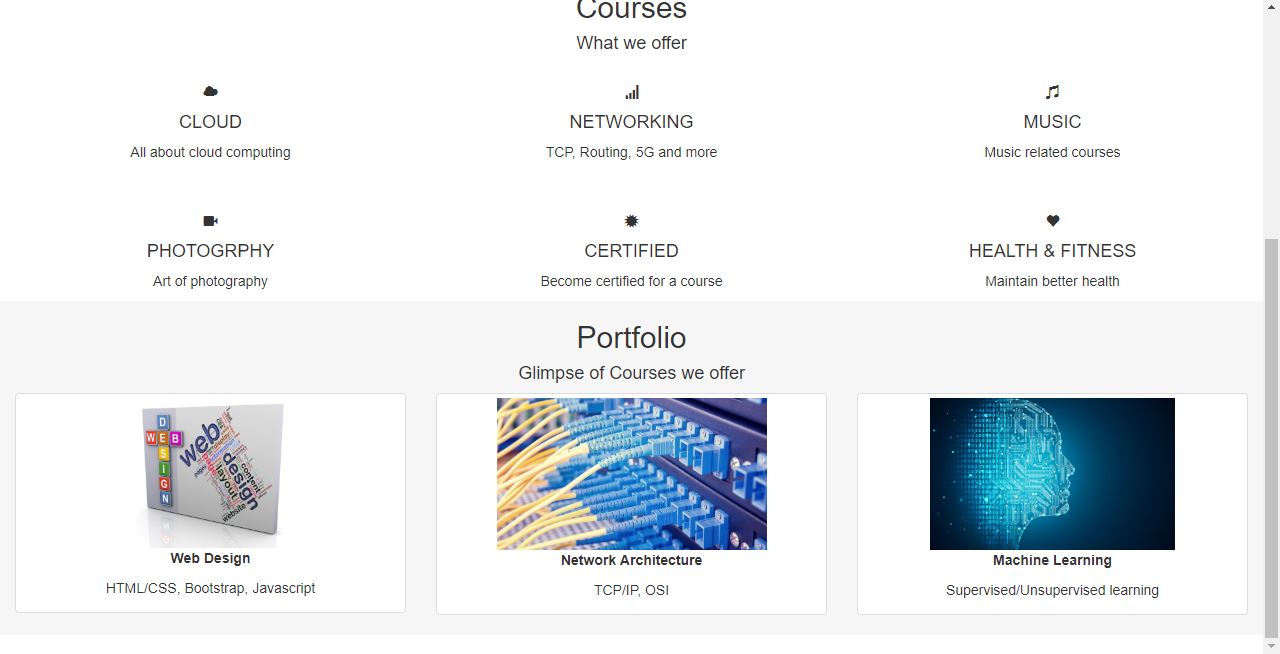 Courses
What we offer
CLOUD
All about cloud computing
NETWORKING
TCP, Routing, 5G and more
MUSIC
Music related courses
PHOTOGRPHY
Art of photography
CERTIFIED
Become certified for a course
HEALTH & FITNESS
Maintain better health
Portfolio
Glimpse of Courses we offer
DESIGN
WEB
web
design
layout
content
website
Web Design
HTML/CSS, Bootstrap, Javascript
Network Architecture
TCP/IP, OSI
Machine Learning
Supervised/Unsupervised learning